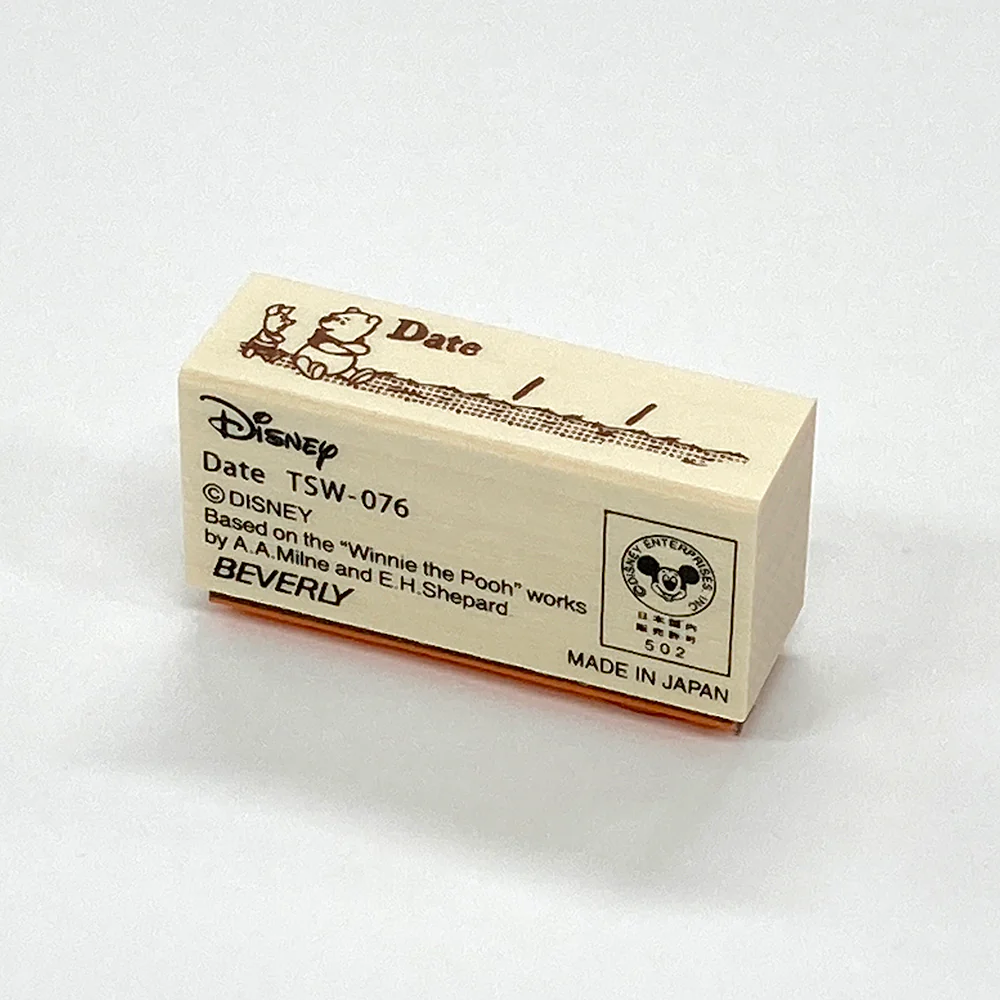 Date / /
Disney
Date TSW-076
© DISNEY
Based on the “Winnie the Pooh” works
by A.A.Milne and E.H.Shepard
BEVERLY
© DISNEY ENTERPRISES INC
日本国内
販売許可
502
MADE IN JAPAN